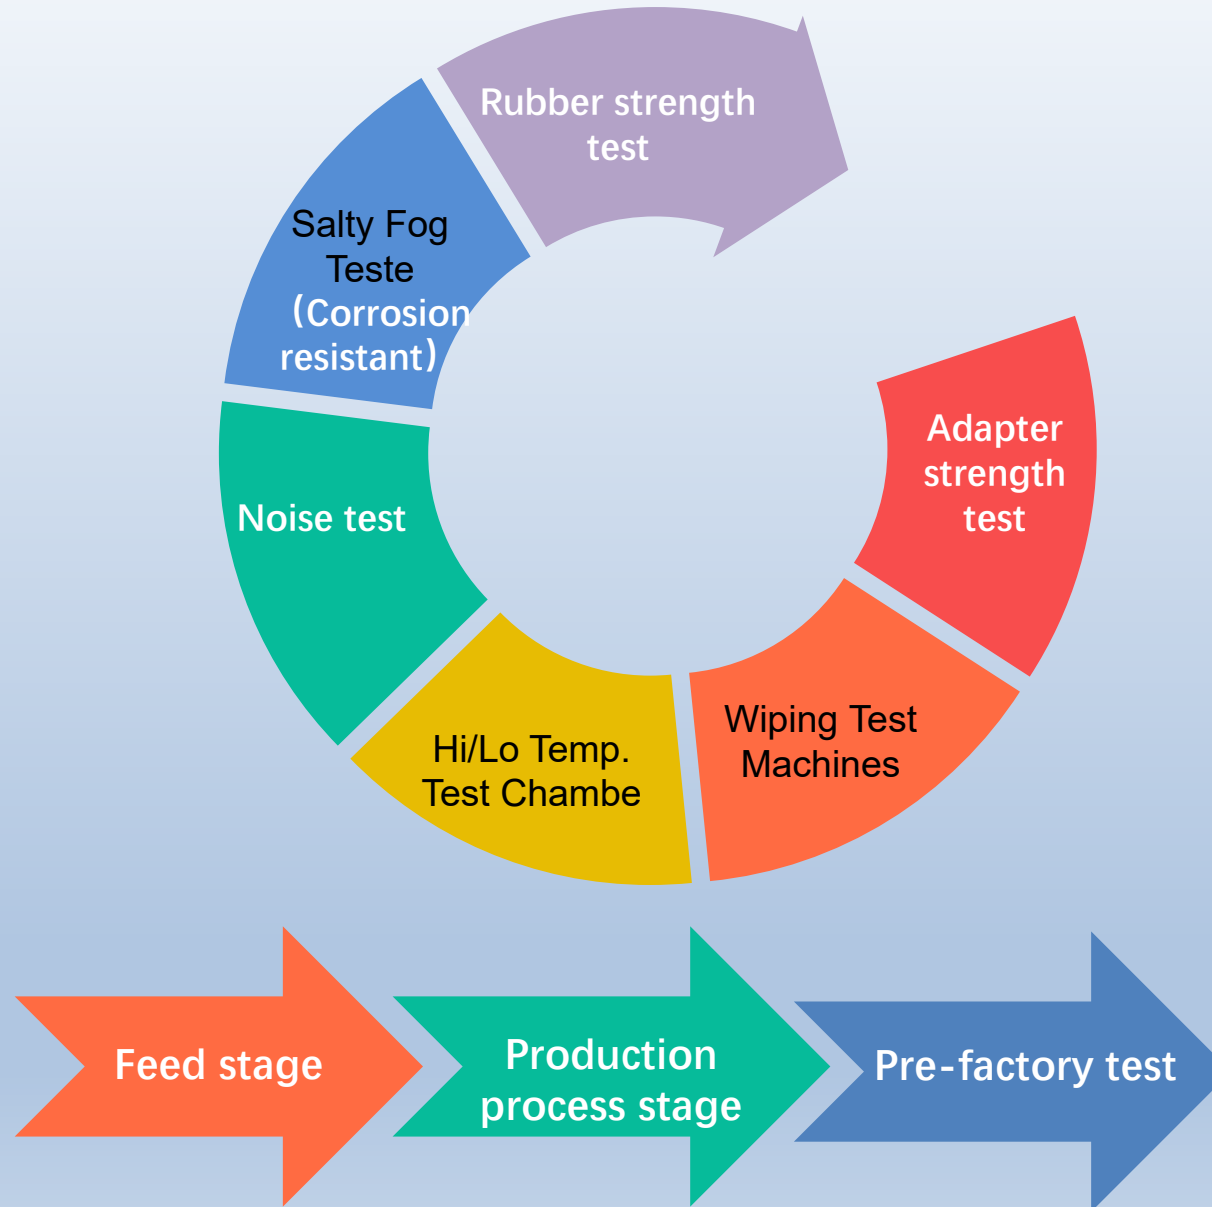 Rubber strength
test
Salty Fog
Teste
(Corrosion
resistant)
Noise test
Hi/Lo Temp.
Test Chambe
Wiping Test
Machines
Adapter
strength
test
Feed stage
Production
process stage
Pre-factory test